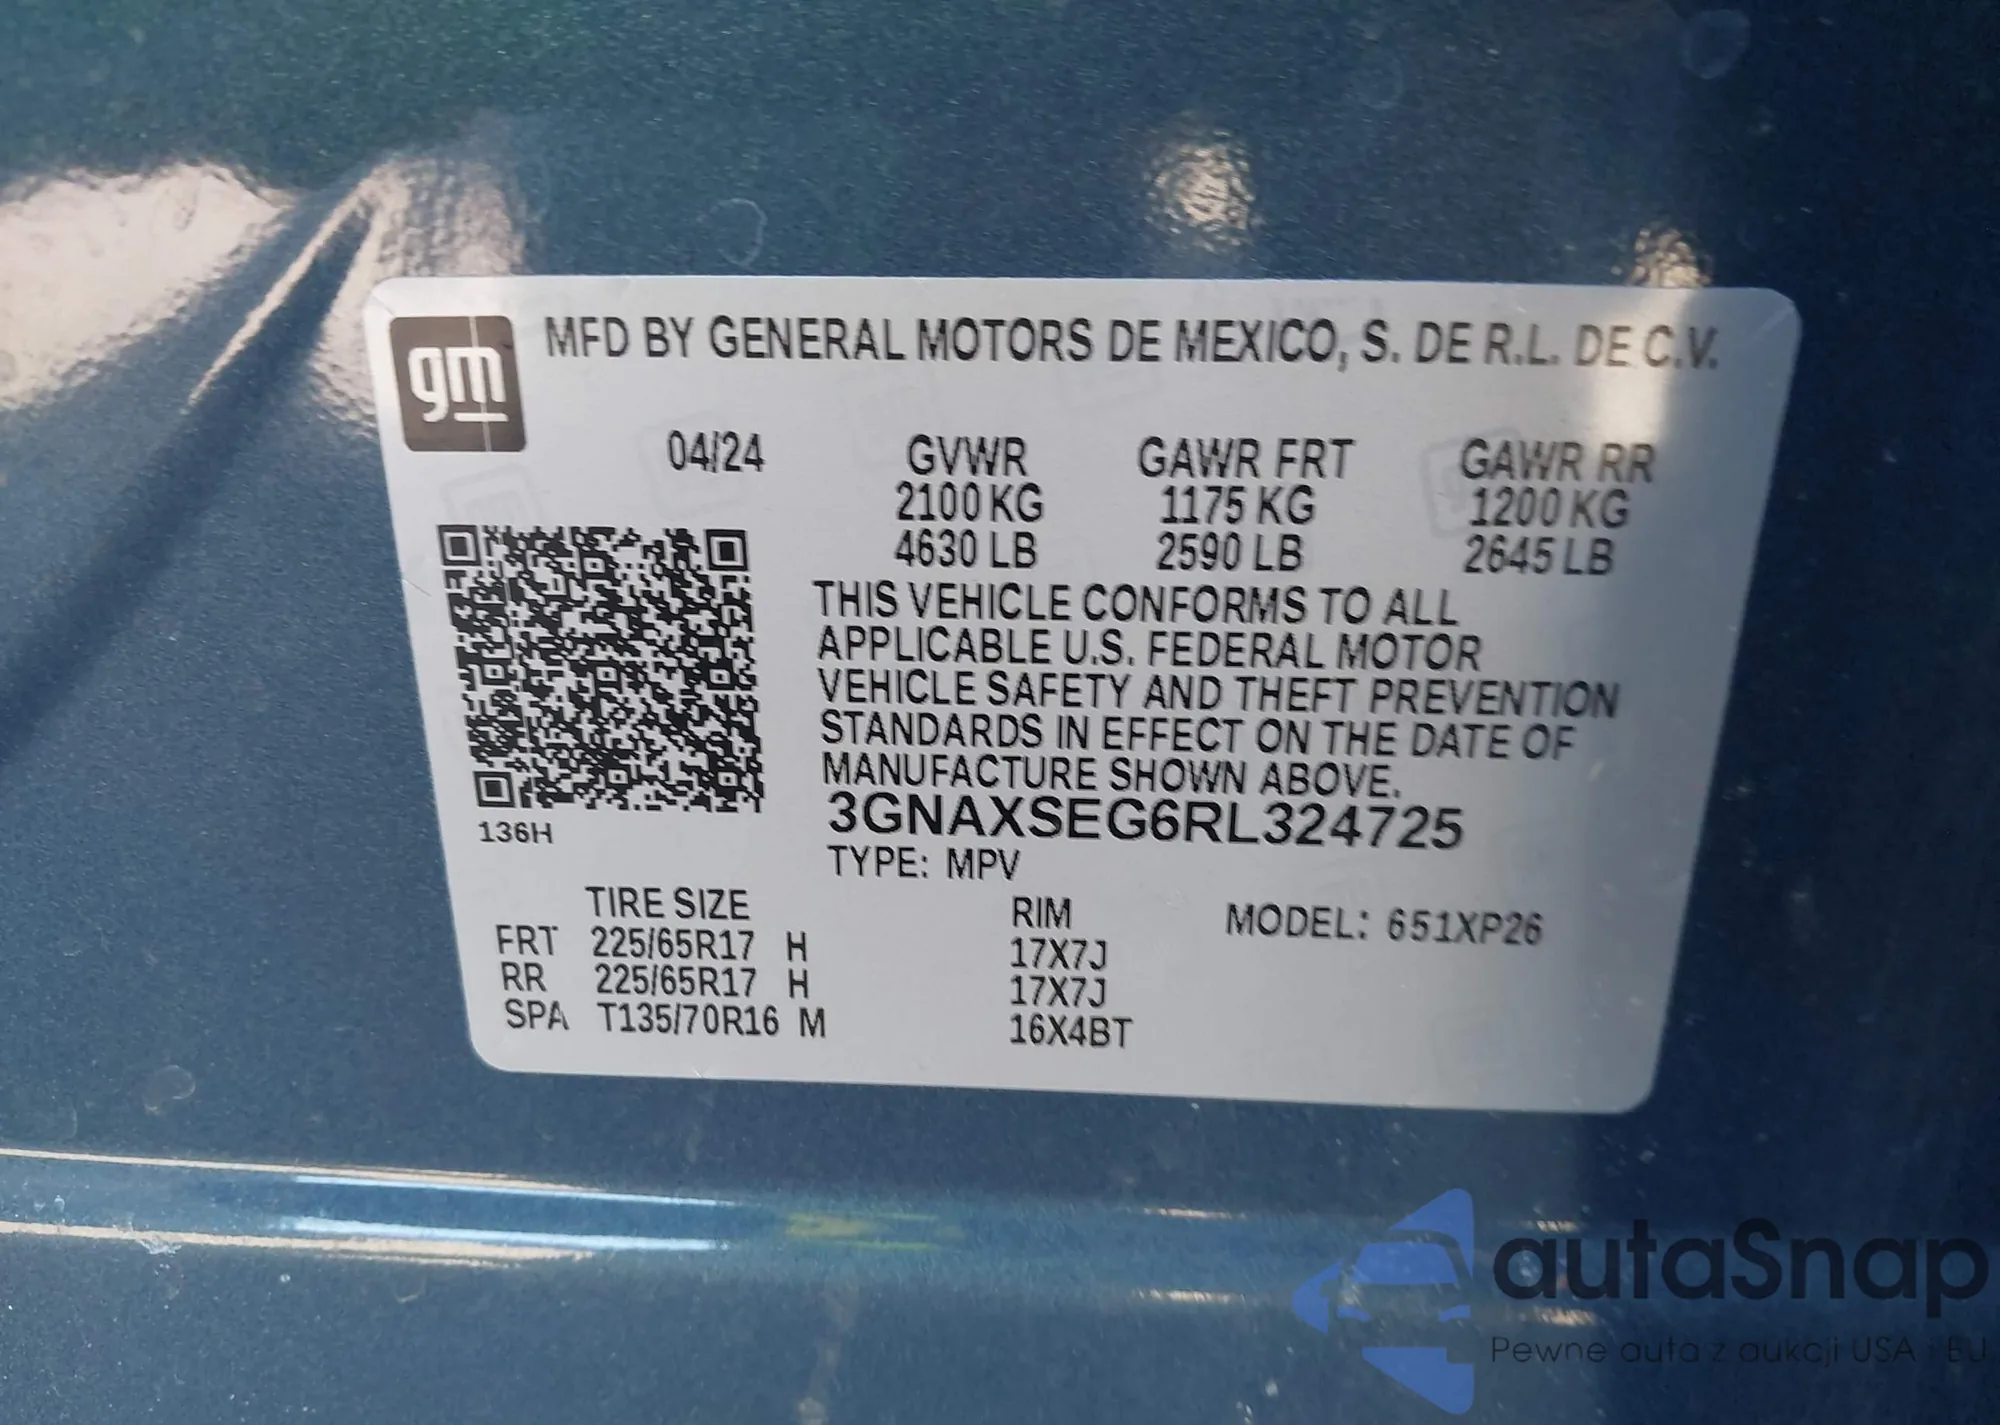 gm
MFD BY GENERAL MOTORS DE MEXICO, S. DE R.L. DE C.V.
04/24 GVWR GAWR FRT GAWR RR
2100 KG 1175 KG 1200 KG
4630 LB 2590 LB 2645 LB
THIS VEHICLE CONFORMS TO ALL
APPLICABLE U.S. FEDERAL MOTOR
VEHICLE SAFETY AND THEFT PREVENTION
STANDARDS IN EFFECT ON THE DATE OF
MANUFACTURE SHOWN ABOVE.
3GNAXSEG6RL324725
136H
TYPE: MPV
TIRE SIZE RIM MODEL: 651XP26
FRT 225/65R17 H 17X7J
RR 225/65R17 H 17X7J
SPA T135/70R16 M 16X4BT
autaSnap
Pewne auta z aukcji USA i EU